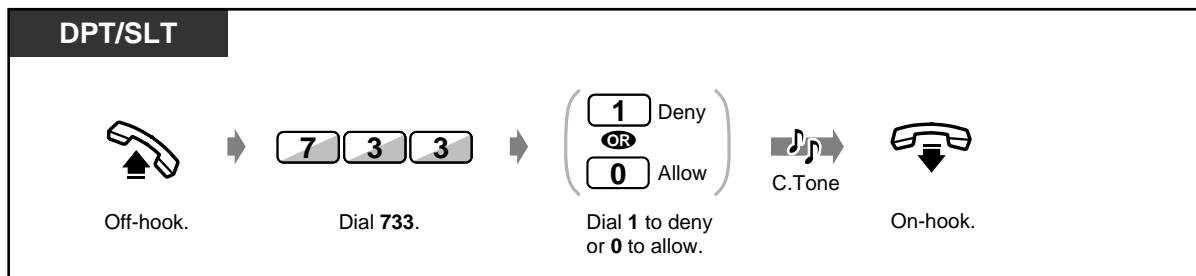 DPT/SLT
7 3 3
1 Deny
OR
0 Allow
C.Tone
Off-hook.
Dial 733.
Dial 1 to deny
or 0 to allow.
On-hook.